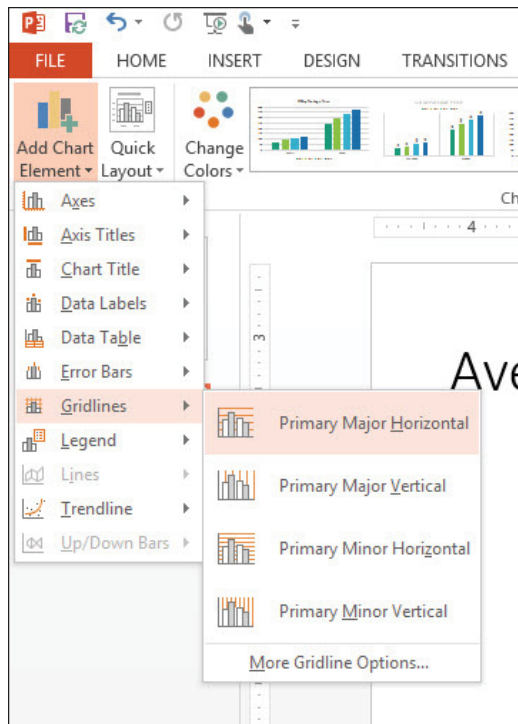 FILE HOME INSERT DESIGN TRANSITIONS
Add Chart Quick Change
Element Layout Colors
Ch
4
Axes
Axis Titles
Chart Title
Data Labels
Data Table
3
Error Bars
Ave
Gridlines
Primary Major Horizontal
Legend
Lines
Primary Major Vertical
Trendline
Up/Down Bars
Primary Minor Horizontal
Primary Minor Vertical
More Gridline Options...